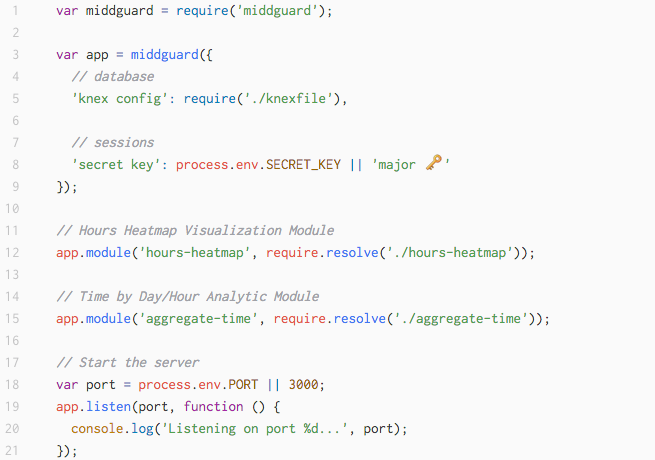 1 var middguard = require('middguard');
2
3 var app = middguard({
4 // database
5 'knex config': require('./knexfile'),
6
7 // sessions
8 'secret key': process.env.SECRET_KEY || 'major 🔑'
9 });
10
11 // Hours Heatmap Visualization Module
12 app.module('hours-heatmap', require.resolve('./hours-heatmap'));
13
14 // Time by Day/Hour Analytic Module
15 app.module('aggregate-time', require.resolve('./aggregate-time'));
16
17 // Start the server
18 var port = process.env.PORT || 3000;
19 app.listen(port, function () {
20 console.log('Listening on port %d...', port);
21 });